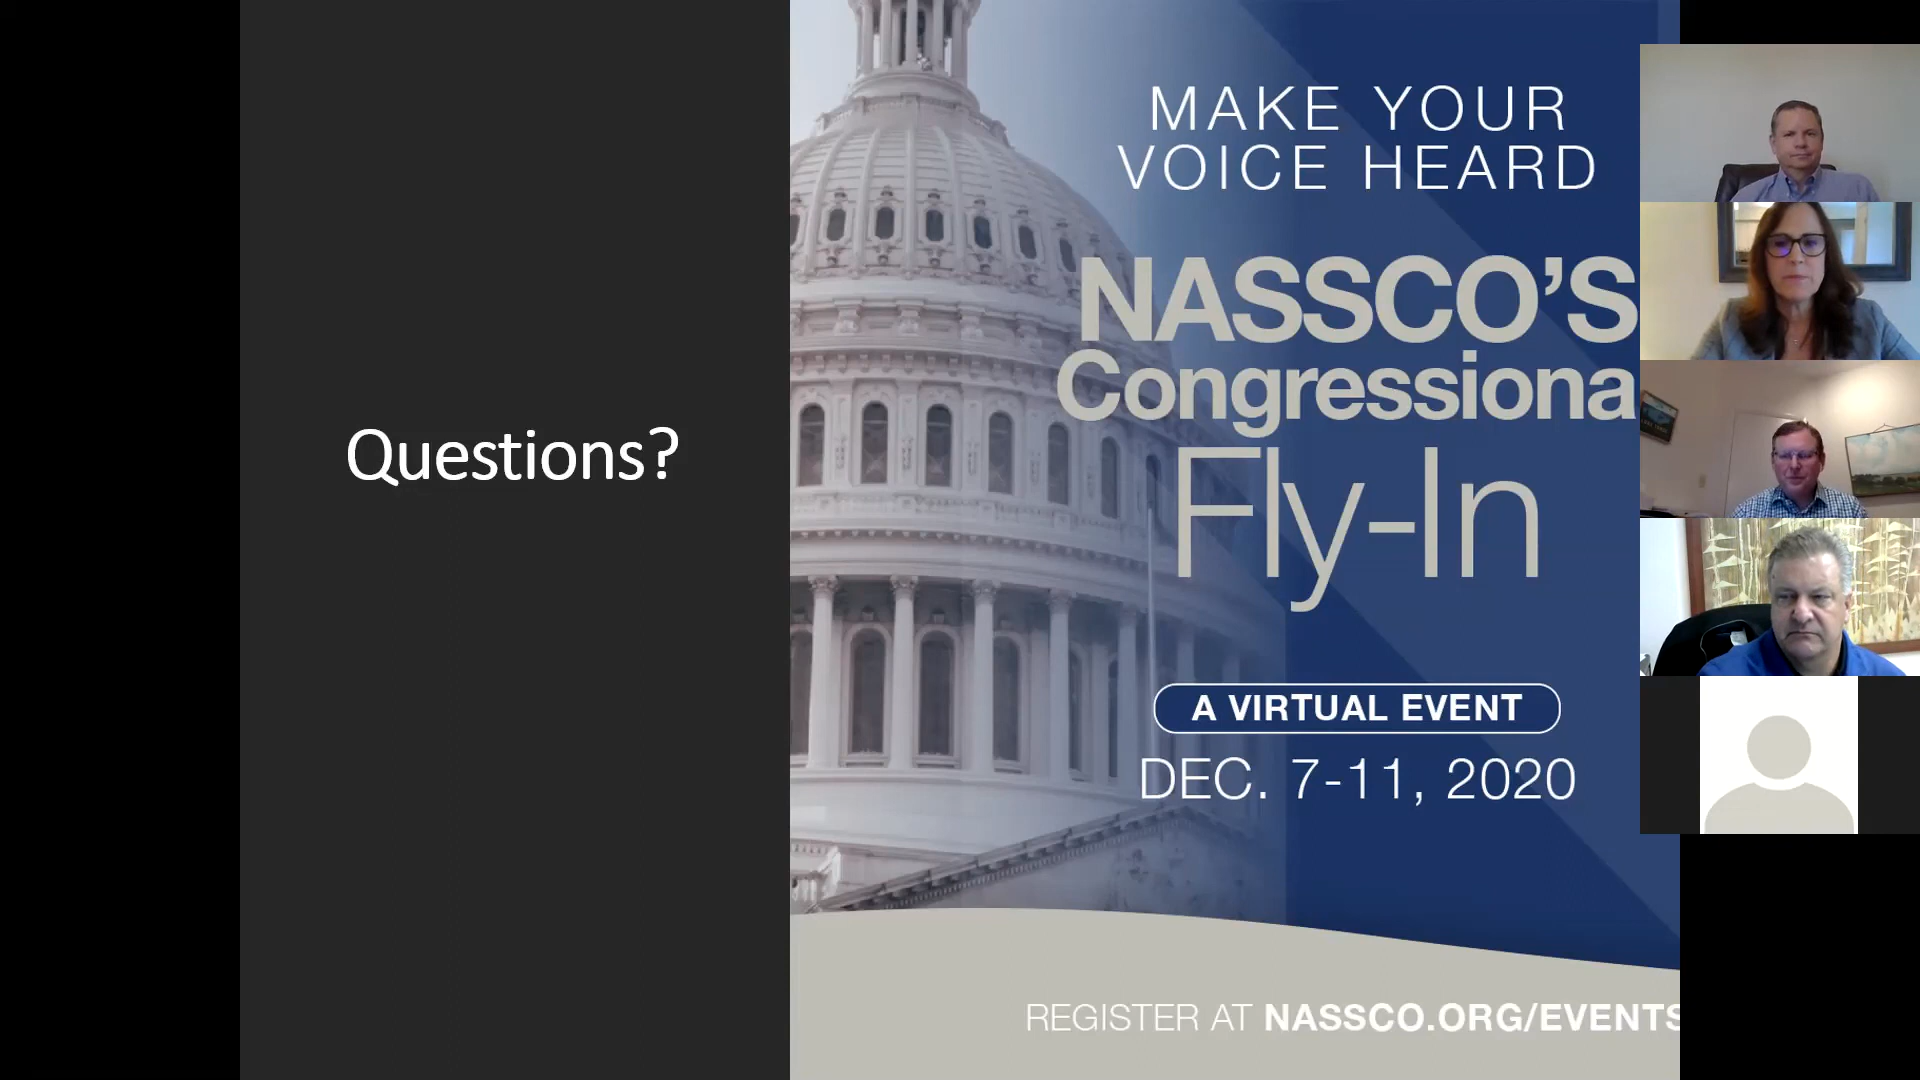 Questions?
MAKE YOUR
VOICE HEARD
NASSCO'S
Congressiona
Fly-In
A VIRTUAL EVENT
DEC. 7-11, 2020
REGISTER AT NASSCO.ORG/EVENTS